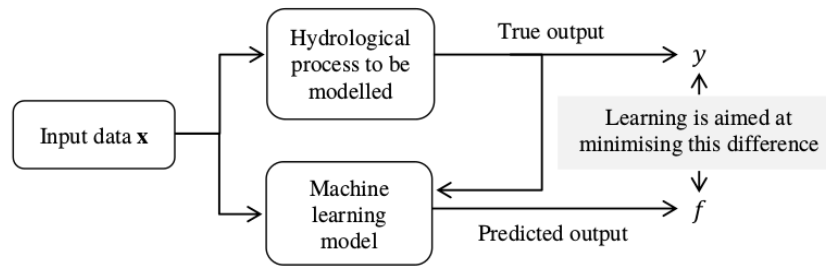 Hydrological
process to be
modelled
True output
y
Input data x
Learning is aimed at
minimising this difference
Machine
learning
model
f
Predicted output